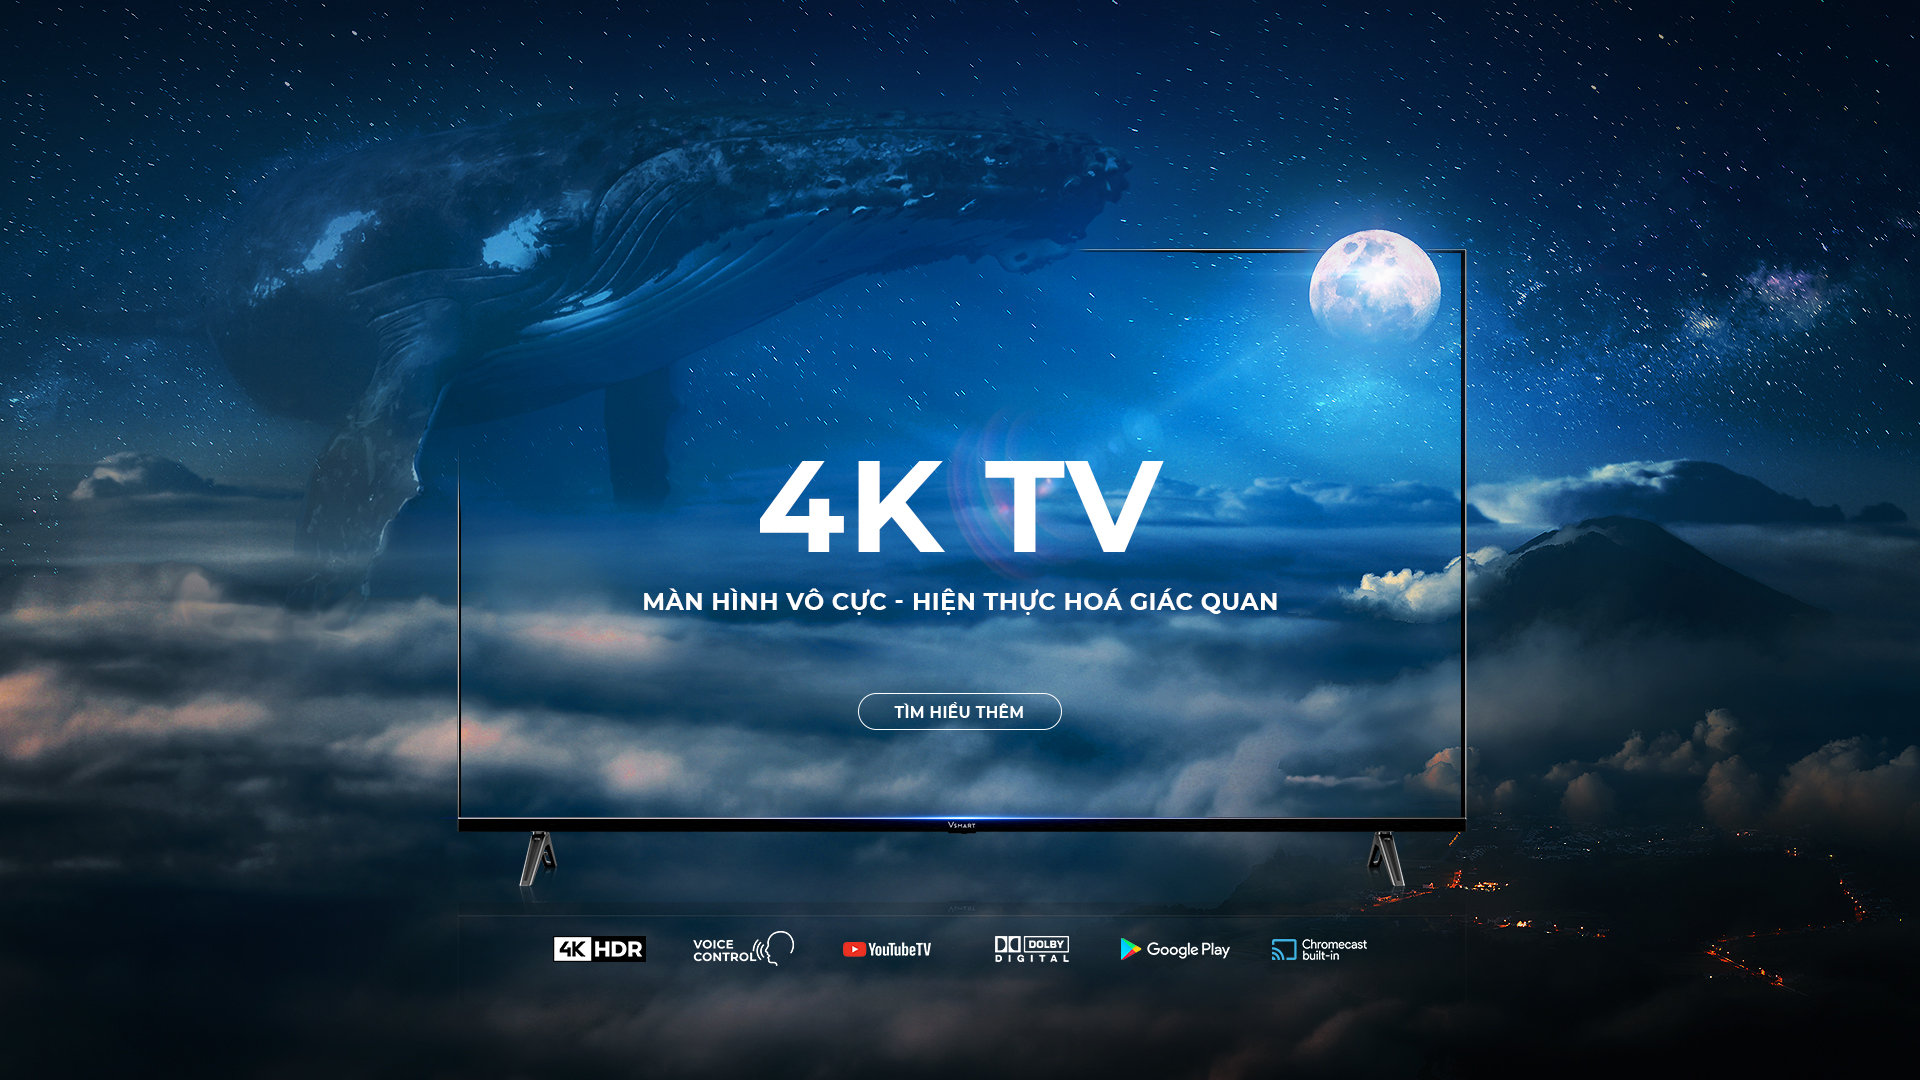 4K TV
MÀN HÌNH VÔ CỰC - HIỆN THỰC HOÁ GIÁC QUAN
TÌM HIỂU THÊM
VSMART
4K HDR
VOICE
CONTROL
YouTubeTV
DOLBY
DIGITAL
Google Play
Chromecast
built-in